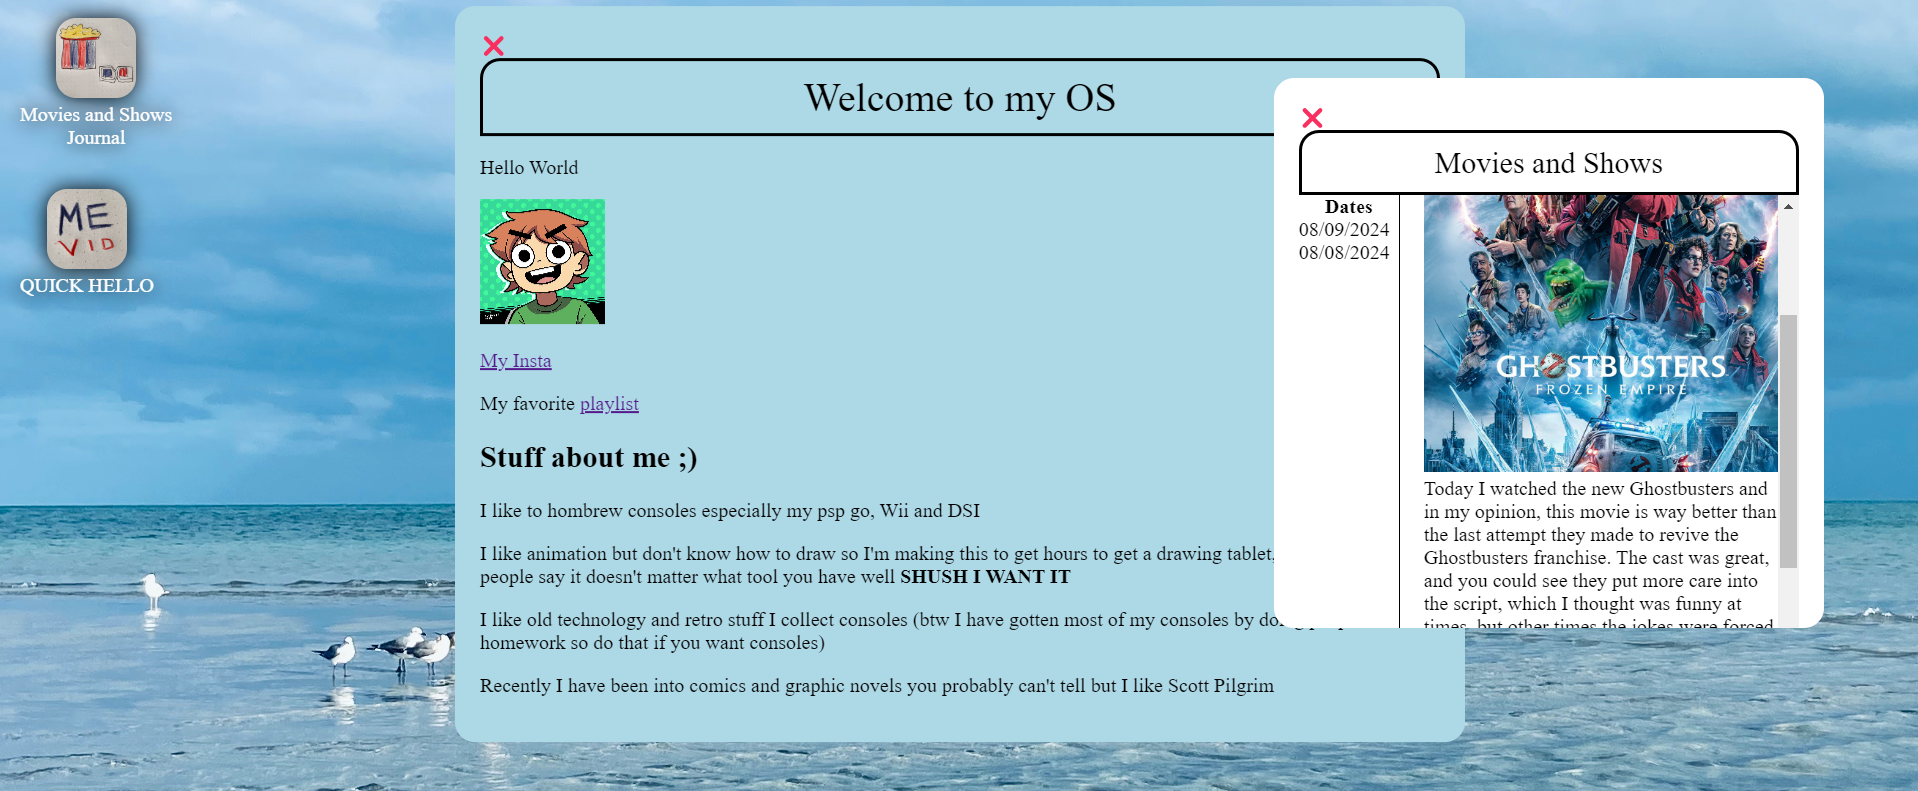 Movies and Shows
Journal
ME
VID
QUICK HELLO
Welcome to my OS
Hello World
My Insta
My favorite playlist
Stuff about me ;)
I like to hombrew consoles especially my psp go, Wii and DSI
I like animation but don't know how to draw so I'm making this to get hours to get a drawing tablet,
people say it doesn't matter what tool you have well SHUSH I WANT IT
I like old technology and retro stuff I collect consoles (btw I have gotten most of my consoles by
homework so do that if you want consoles)
Recently I have been into comics and graphic novels you probably can't tell but I like Scott Pilgrim
Movies and Shows
Dates
08/09/2024
08/08/2024
GHOSTBUSTERS
FROZEN EMPIRE
Today I watched the new Ghostbusters and
in my opinion, this movie is way better than
the last attempt they made to revive the
Ghostbusters franchise. The cast was great,
and you could see they put more care into
the script, which I thought was funny at
times, but other times the jokes were forced